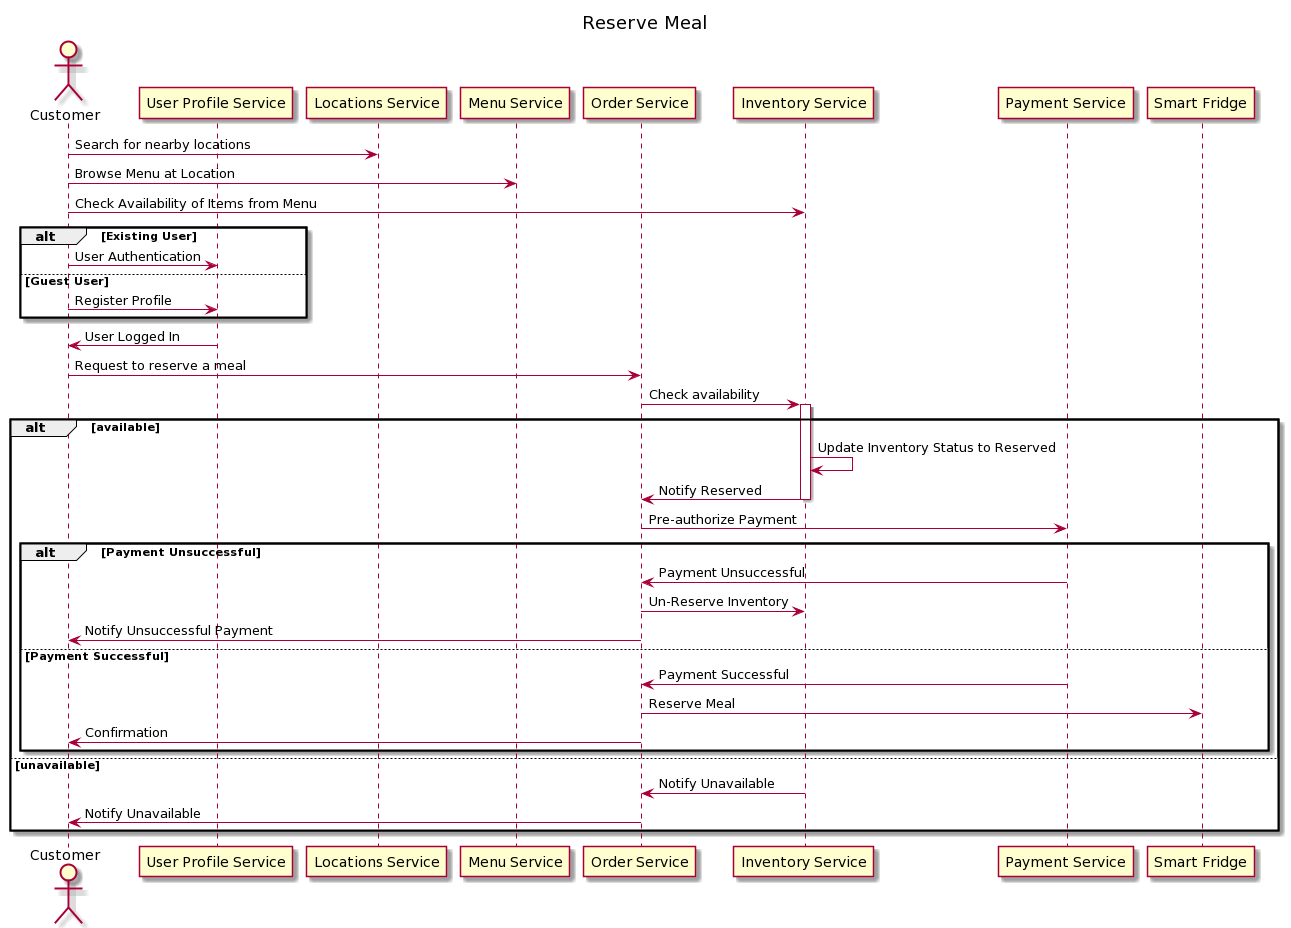 Reserve Meal
Customer
User Profile Service
Locations Service
Menu Service
Order Service
Inventory Service
Payment Service
Smart Fridge
Search for nearby locations
Browse Menu at Location
Check Availability of Items from Menu
alt
[Existing User]
User Authentication
[Guest User]
Register Profile
User Logged In
Request to reserve a meal
Check availability
alt
[available]
Update Inventory Status to Reserved
Notify Reserved
Pre-authorize Payment
alt
[Payment Unsuccessful]
Payment Unsuccessful
Un-Reserve Inventory
Notify Unsuccessful Payment
[Payment Successful]
Payment Successful
Reserve Meal
Confirmation
[unavailable]
Notify Unavailable
Notify Unavailable
Customer
User Profile Service
Locations Service
Menu Service
Order Service
Inventory Service
Payment Service
Smart Fridge